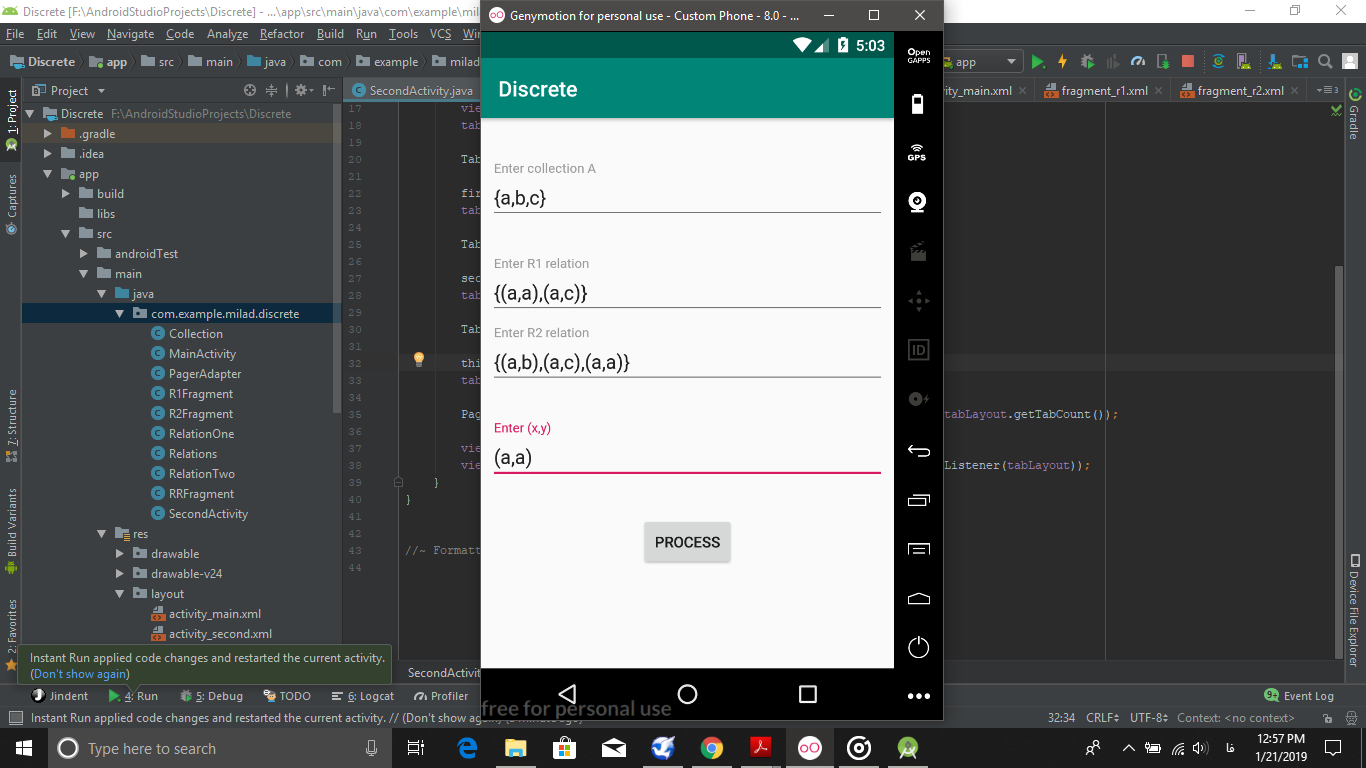 Discrete [F:\AndroidStudioProjects\Discrete] - ...\app\src\main\java\com\example\mil
Genymotion for personal use - Custom Phone - 8.0 - ...
File Edit View Navigate Code Analyze Refactor Build Run Tools VCS
Discrete app src main java com example milad
app
Project
SecondActivity.java
fragment_r1.xml
fragment_r2.xml
3
1: Project
Captures
7: Structure
Build Variants
2: Favorites
Discrete F:\AndroidStudioProjects\Discrete
.gradle
.idea
app
build
libs
src
androidTest
main
java
com.example.milad.discrete
Collection
MainActivity
PagerAdapter
R1Fragment
R2Fragment
RelationOne
Relations
RelationTwo
RRFragment
SecondActivity
res
drawable
drawable-v24
layout
activity_main.xml
activity_second.xml
17 vie
18 tab
19
20 Tab
21
22 fir
23 tab
24
25 Tab
26
27 sec
28 tab
29
30 Tab
31
32 thi
33 tab
34
35 Pag
36
37 vie
38 vie
39 }
40 }
41
42
43 //~ Formatt
44
tabLayout.getTabCount());
Listener(tabLayout));
5:03
Discrete
Enter collection A
{a,b,c}
Enter R1 relation
{(a,a),(a,c)}
Enter R2 relation
{(a,b),(a,c),(a,a)}
Enter (x,y)
(a,a)
PROCESS
free for personal use
Open
GAPPS
GPS
ID
Gradle
Device File Explorer
Instant Run applied code changes and restarted the current activity.
(Don't show again)
SecondActivit
Jindent 4: Run 5: Debug TODO 6: Logcat Profiler
Event Log
Instant Run applied code changes and restarted the current activity. // (Don't show again)
32:34 CRLF UTF-8 Context: <no context>
Type here to search
فا
12:57 PM
1/21/2019